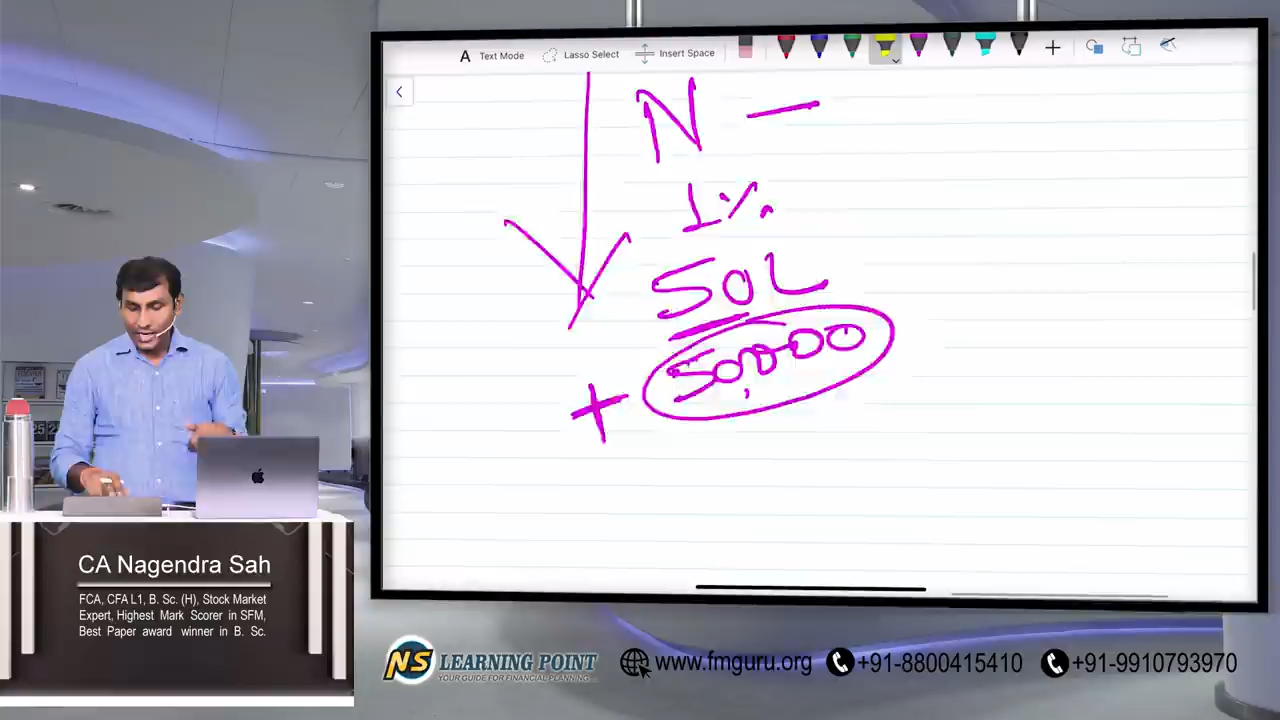 Text Mode
Lasso Select
Insert Space
N —
1%
50L
+ 50,000
CA Nagendra Sah
FCA, CFA L1, B. Sc. (H), Stock Market
Expert, Highest Mark Scorer in SFM,
Best Paper award winner in B. Sc.
NS LEARNING POINT
YOUR GUIDE FOR FINANCIAL PLANNING...
www.fmguru.org
+91-8800415410
+91-9910793970